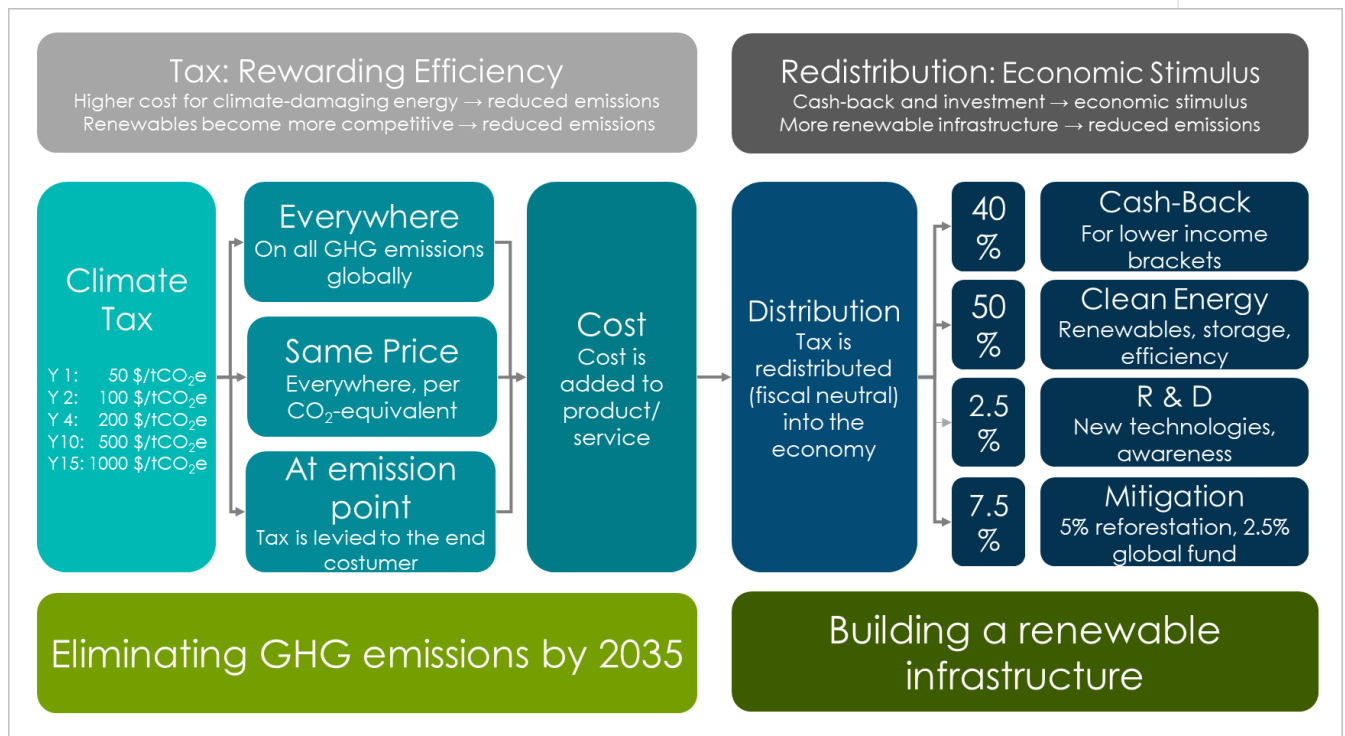 Tax: Rewarding Efficiency
Higher cost for climate-damaging energy → reduced emissions
Renewables become more competitive → reduced emissions
Redistribution: Economic Stimulus
Cash-back and investment → economic stimulus
More renewable infrastructure → reduced emissions
Climate
Tax
Y 1: 50 $/tCO₂e
Y 2: 100 $/tCO₂e
Y 4: 200 $/tCO₂e
Y10: 500 $/tCO₂e
Y15: 1000 $/tCO₂e
Everywhere
On all GHG emissions
globally
Same Price
Everywhere, per
CO₂-equivalent
At emission
point
Tax is levied to the end
costumer
Cost
Cost is
added to
product/
service
Distribution
Tax is
redistributed
(fiscal neutral)
into the
economy
40
%
Cash-Back
For lower income
brackets
50
%
Clean Energy
Renewables, storage,
efficiency
2.5
%
R & D
New technologies,
awareness
7.5
%
Mitigation
5% reforestation, 2.5%
global fund
Eliminating GHG emissions by 2035
Building a renewable
infrastructure